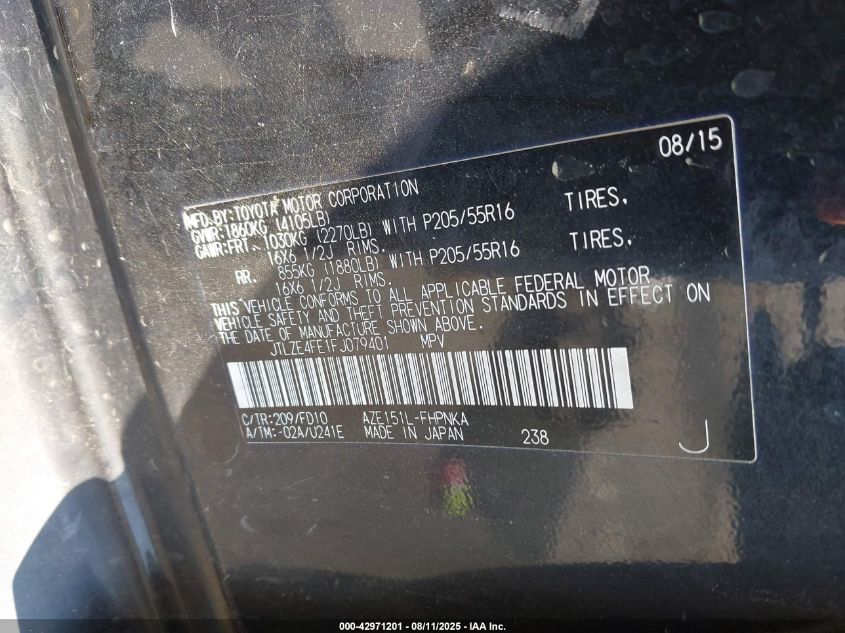 08/15
MFD.BY:TOYOTA MOTOR CORPORATION
GVWR:1860KG (4105LB)
GAWR:FRT. 1030KG (2270LB) WITH P205/55R16 TIRES,
16X6 1/2J RIMS.
RR. 855KG (1880LB) WITH P205/55R16 TIRES,
16X6 1/2J RIMS.
THIS VEHICLE CONFORMS TO ALL APPLICABLE FEDERAL MOTOR
VEHICLE SAFETY AND THEFT PREVENTION STANDARDS IN EFFECT ON
THE DATE OF MANUFACTURE SHOWN ABOVE.
JTLZE4FE1FJ079401 MPV
C/TR:209/FD10 AZE151L-FHPNKA
A/TM:-02A/U241E MADE IN JAPAN 238 J
000-42971201 - 08/11/2025 - IAA Inc.